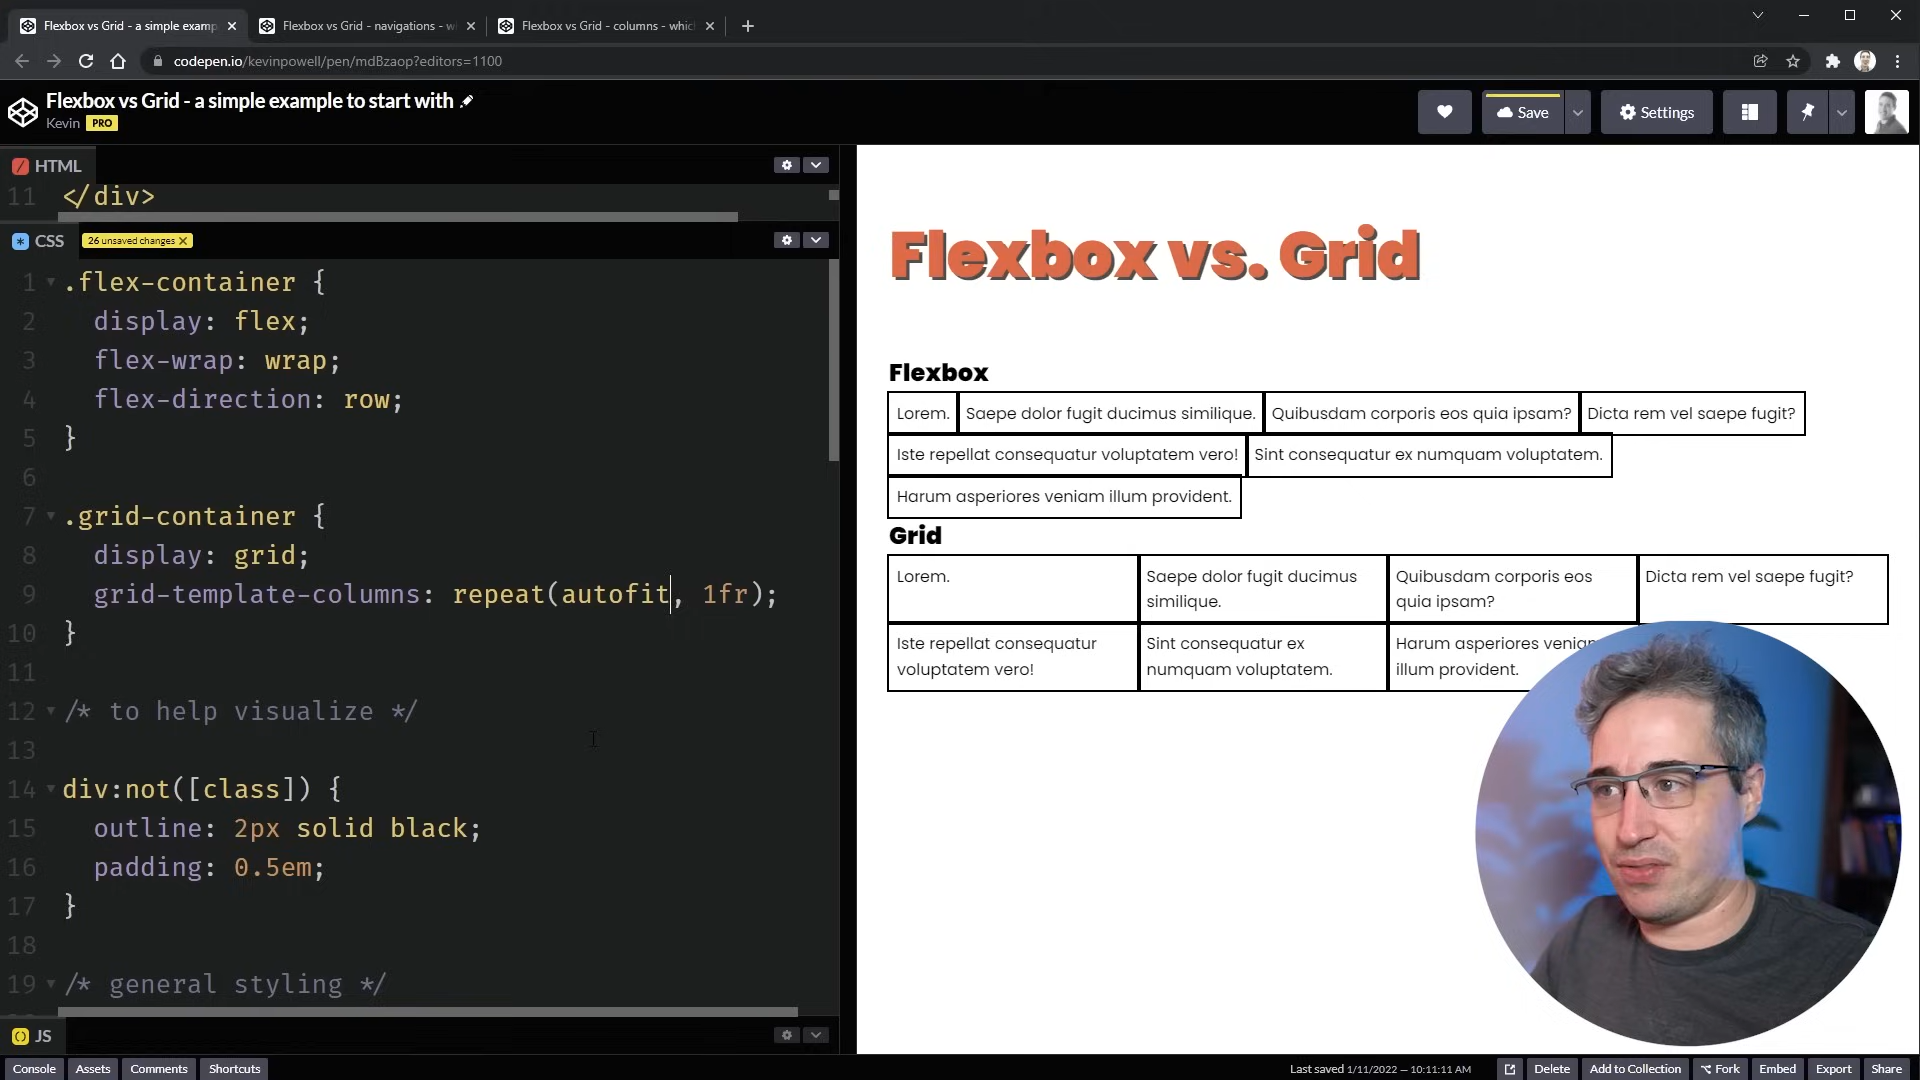 Flexbox vs Grid - a simple examp
Flexbox vs Grid - navigations - w
Flexbox vs Grid - columns - whic
codepen.io/kevinpowell/pen/mdBzaop?editors=1100
Flexbox vs Grid - a simple example to start with
Kevin PRO
Save
Settings
HTML
11 </div>
CSS 26 unsaved changes X
1 .flex-container {
2 display: flex;
3 flex-wrap: wrap;
4 flex-direction: row;
5 }
6
7 .grid-container {
8 display: grid;
9 grid-template-columns: repeat(autofit, 1fr);
10 }
11
12 /* to help visualize */
13
14 div:not([class]) {
15 outline: 2px solid black;
16 padding: 0.5em;
17 }
18
19 /* general styling */
JS
Flexbox vs. Grid
Flexbox
Lorem. Saepe dolor fugit ducimus similique. Quibusdam corporis eos quia ipsam? Dicta rem vel saepe fugit?
Iste repellat consequatur voluptatem vero! Sint consequatur ex numquam voluptatem.
Harum asperiores veniam illum provident.
Grid
Lorem.
Saepe dolor fugit ducimus
similique.
Quibusdam corporis eos
quia ipsam?
Dicta rem vel saepe fugit?
Iste repellat consequatur
voluptatem vero!
Sint consequatur ex
numquam voluptatem.
Harum asperiores
illum provident.
Console Assets Comments Shortcuts
Last saved 1/11/2022 — 10:11:11 AM
Delete Add to Collection Fork Embed Export Share